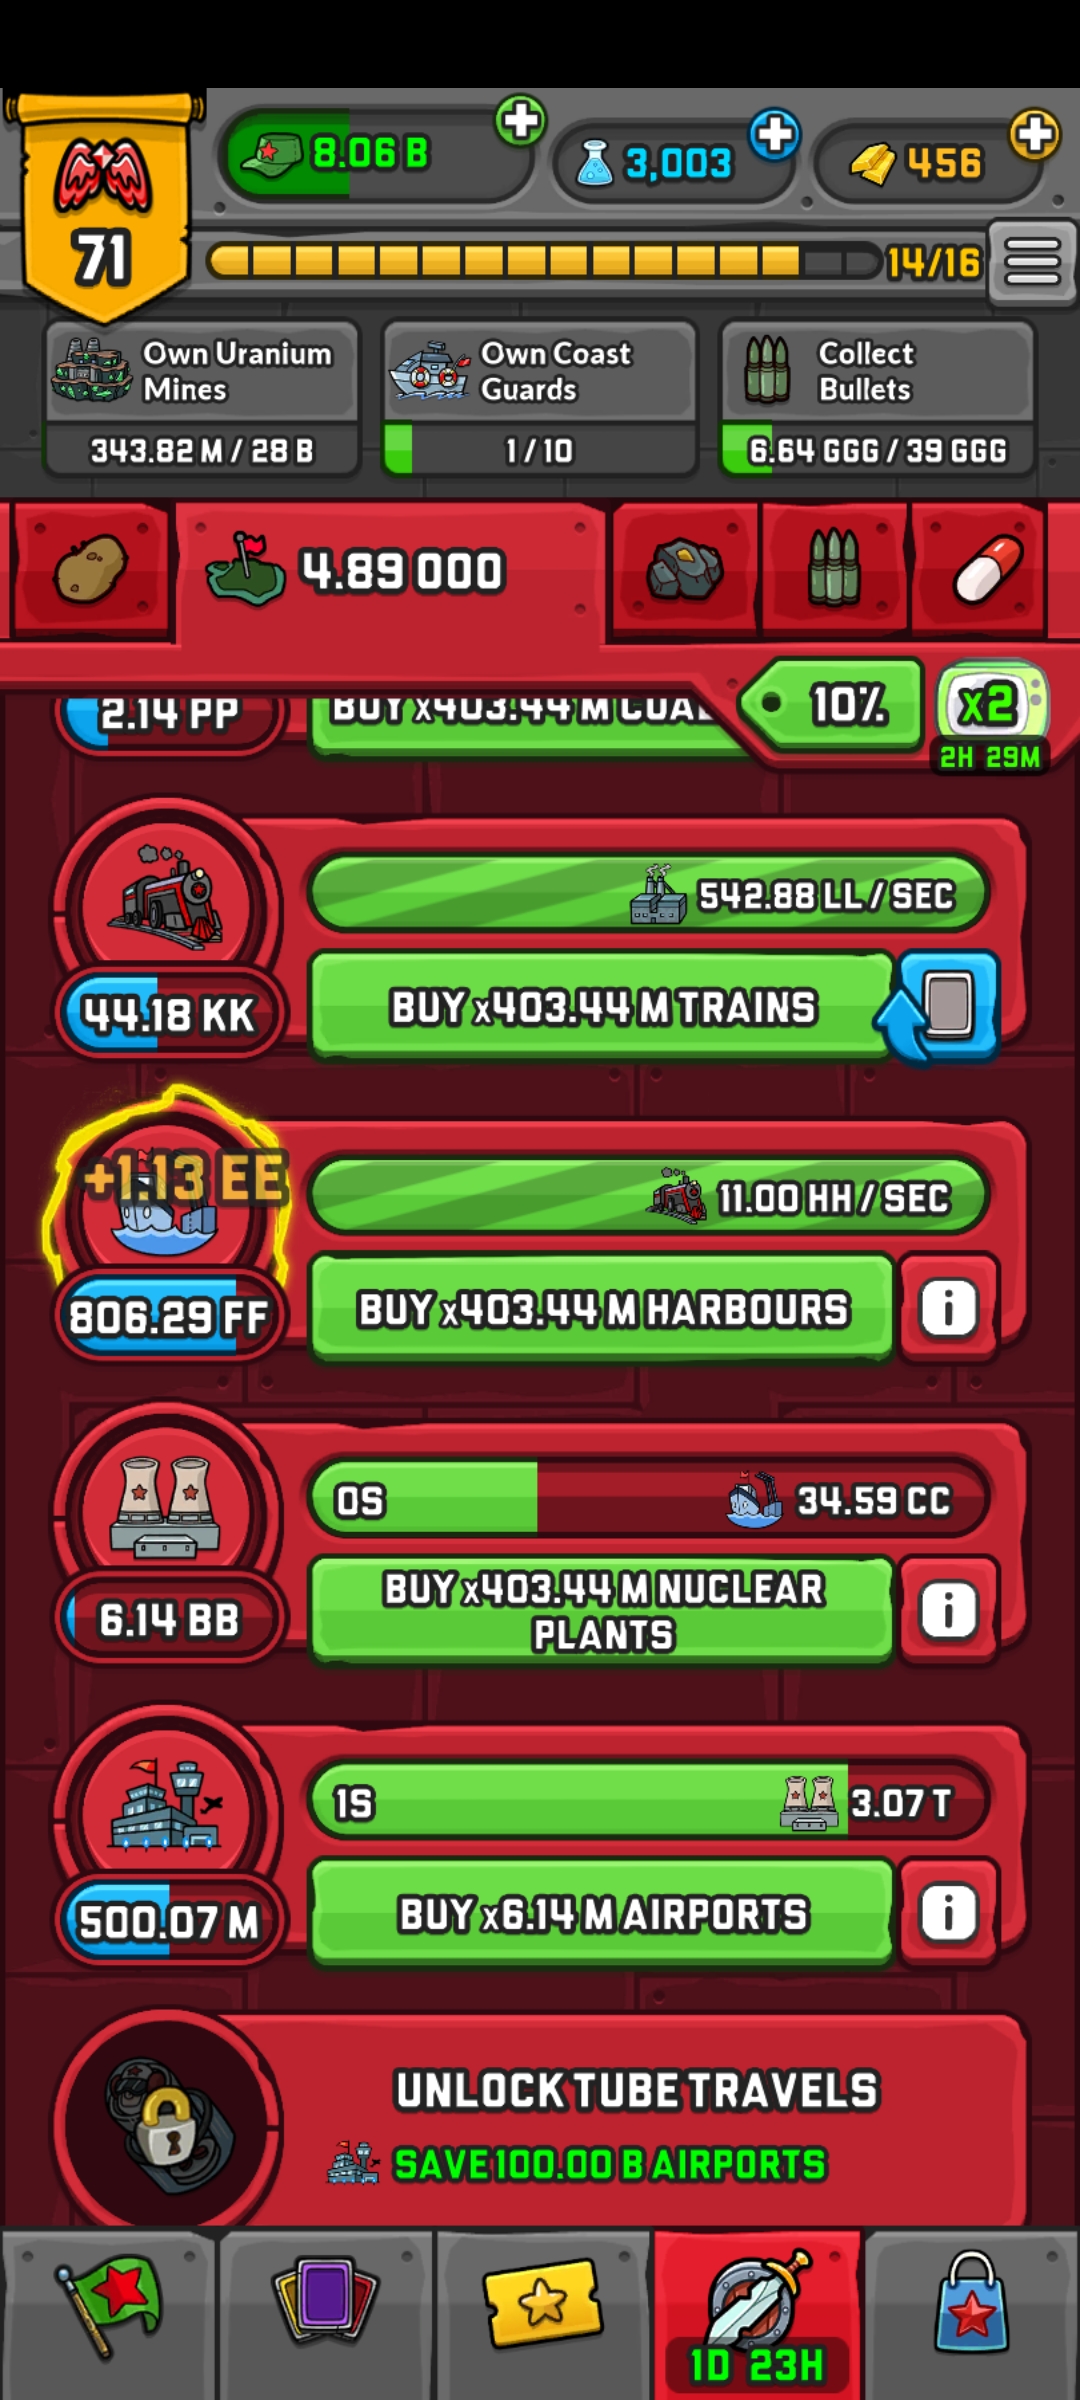 71
8.06 B
3,003
456
14/16
Own Uranium
Mines
343.82 M / 28 B
Own Coast
Guards
1 / 10
Collect
Bullets
6.64 GGG / 39 GGG
4.89 OOO
10%
x2
2H 29M
2.14 PP
BUY x403.44 M COAL
542.88 LL / SEC
44.18 KK
BUY x403.44 M TRAINS
+1.13 EE
11.00 HH / SEC
806.29 FF
BUY x403.44 M HARBOURS
i
0S
34.59 CC
6.14 BB
BUY x403.44 M NUCLEAR
PLANTS
i
1S
3.07 T
500.07 M
BUY x6.14 M AIRPORTS
i
UNLOCK TUBE TRAVELS
SAVE 100.00 B AIRPORTS
1D 23H